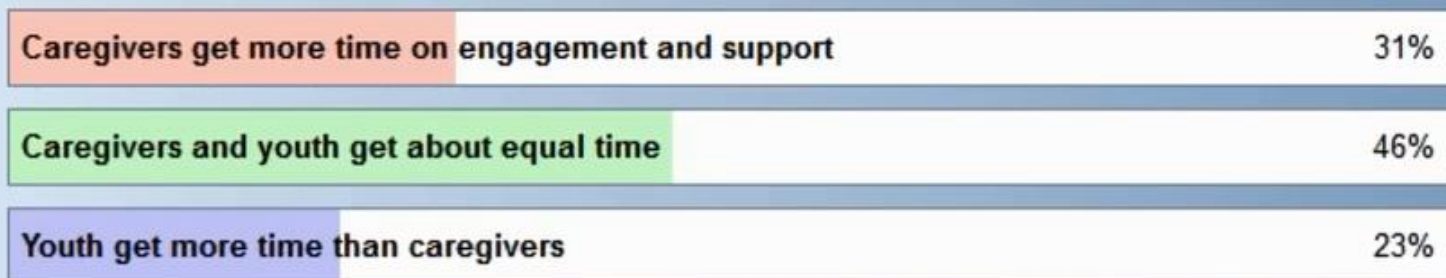 Caregivers get more time on engagement and support 31%
Caregivers and youth get about equal time 46%
Youth get more time than caregivers 23%